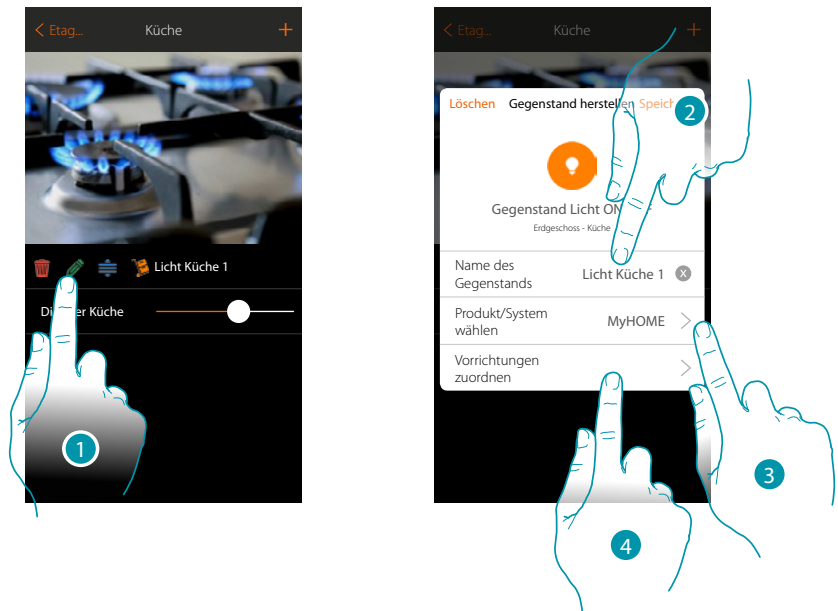 Etag...
Küche
+
Licht Küche 1
er Küche
1
Etag...
Küche
+
Löschen
Gegenstand herstellen
Speich
2
Gegenstand Licht ON
Erdgeschoss - Küche
Name des
Gegenstands
Licht Küche 1
X
Produkt/System
wählen
MyHOME
Vorrichtungen
zuordnen
3
4